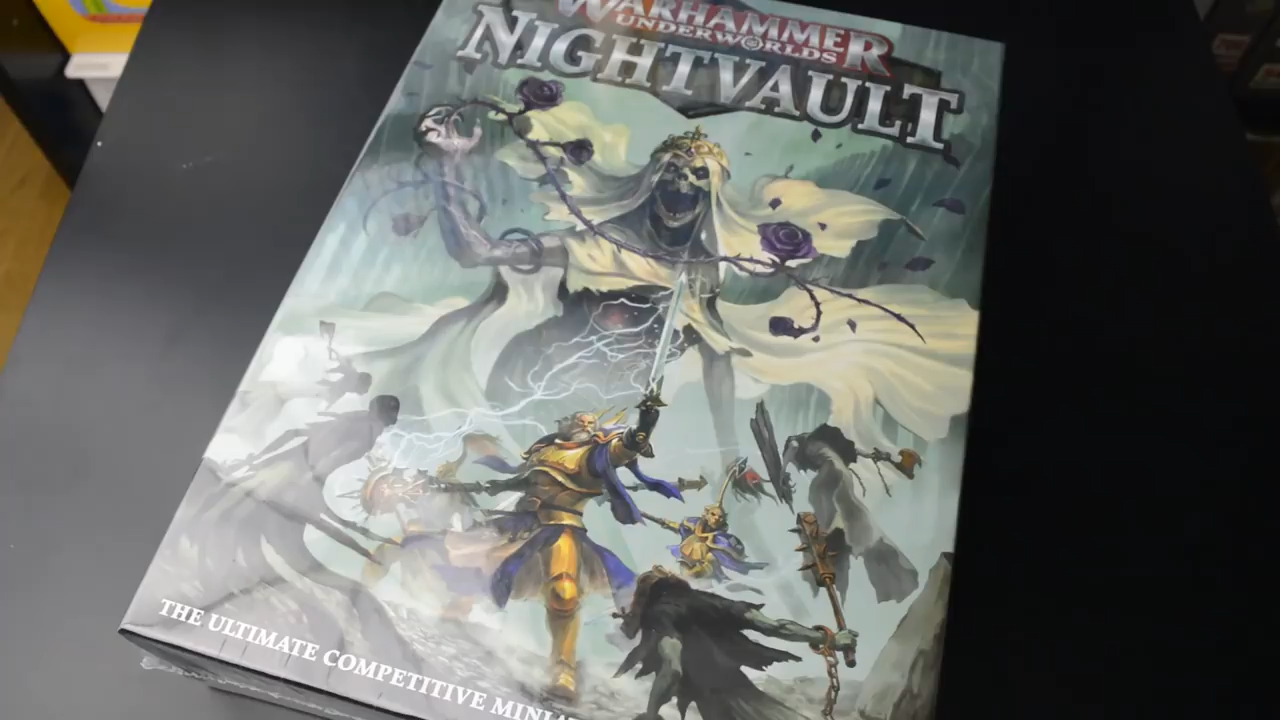 WARHAMMER
UNDERWORLDS
NIGHTVAULT
THE ULTIMATE COMPETITIVE